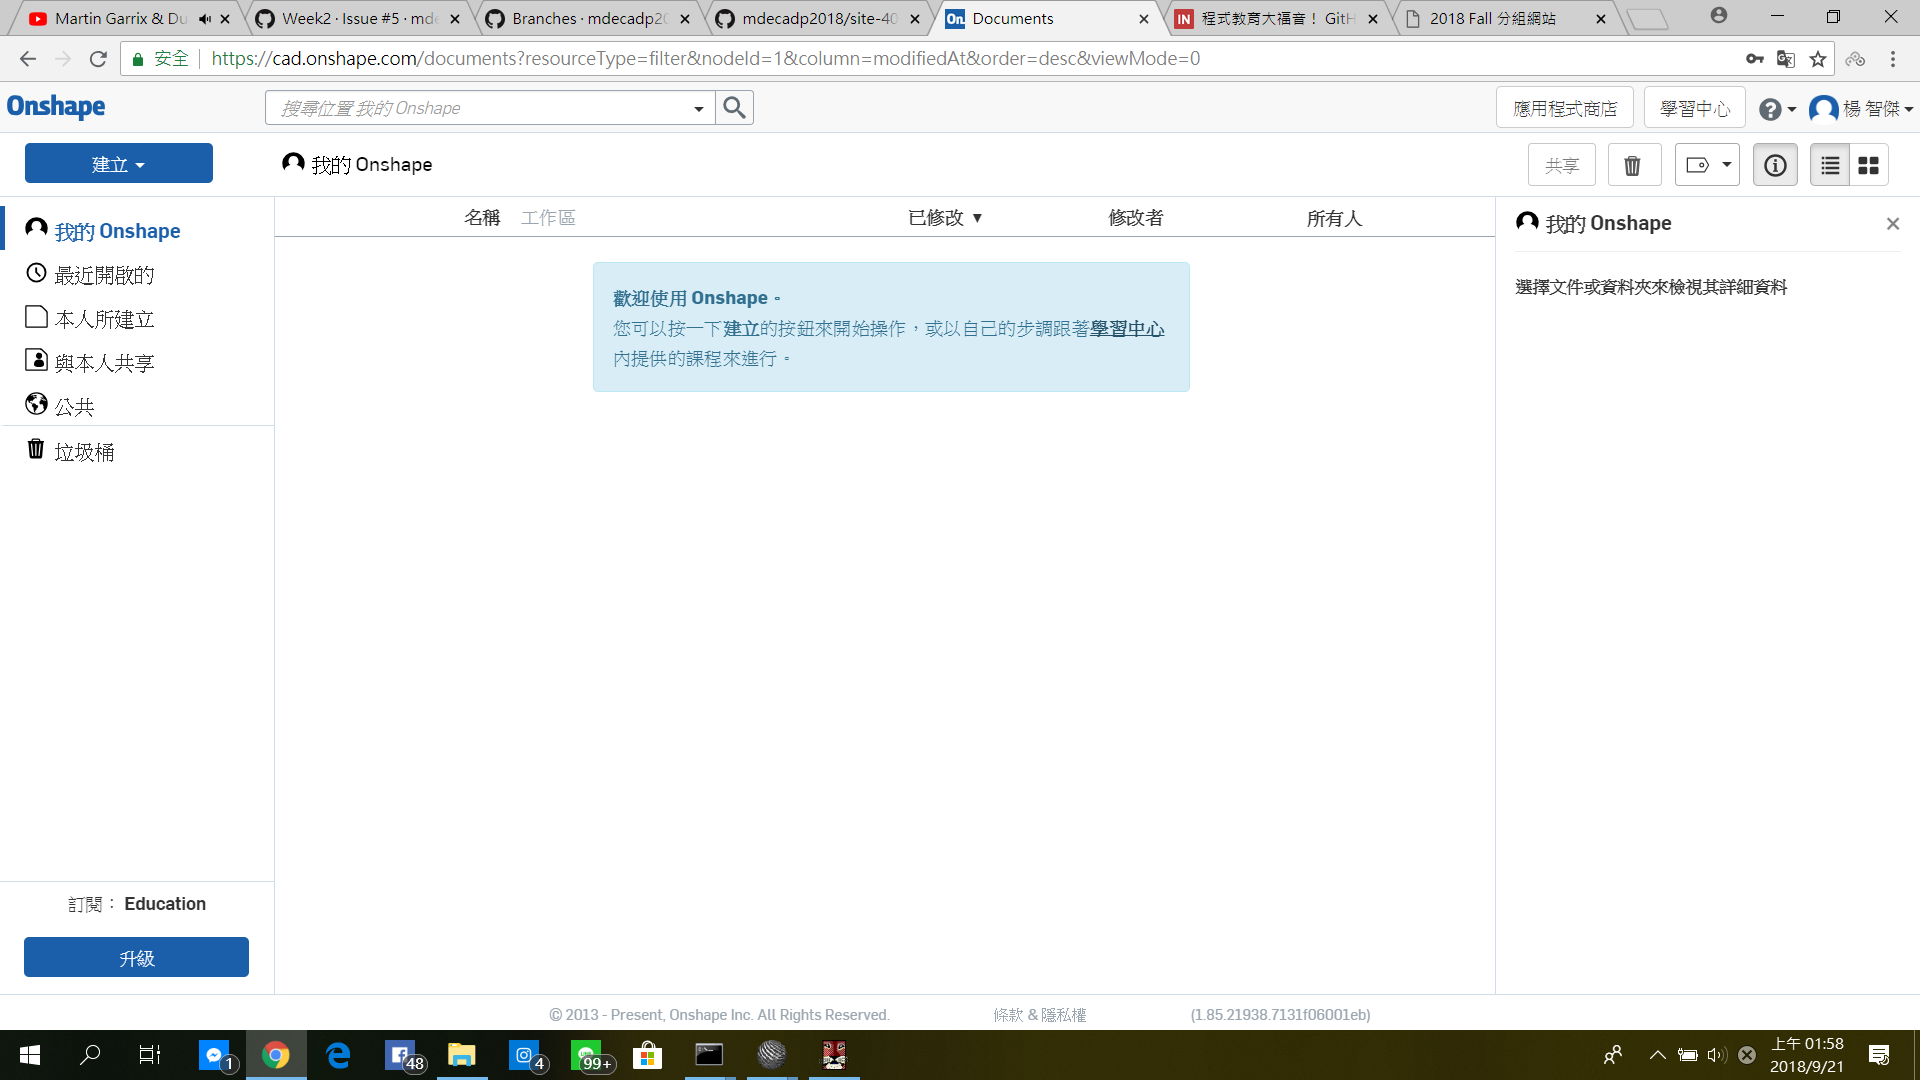 Martin Garrix & Du
Week2 · Issue #5 · mde
Branches · mdecadp20
mdecadp2018/site-40
Documents
程式教育大福音！ GitH
2018 Fall 分組網站
安全
https://cad.onshape.com/documents?resourceType=filter&nodeId=1&column=modifiedAt&order=desc&viewMode=0
Onshape
搜尋位置 我的 Onshape
應用程式商店
學習中心
楊 智傑
建立
我的 Onshape
共享
我的 Onshape
最近開啟的
本人所建立
與本人共享
公共
垃圾桶
名稱 工作區
已修改 ▼
修改者
所有人
歡迎使用 Onshape。
您可以按一下建立的按鈕來開始操作，或以自己的步調跟著學習中心
內提供的課程來進行。
我的 Onshape
選擇文件或資料夾來檢視其詳細資料
訂閱： Education
升級
© 2013 - Present, Onshape Inc. All Rights Reserved.
條款 & 隱私權
(1.85.21938.7131f06001eb)
1
48
4
99+
上午 01:58
2018/9/21